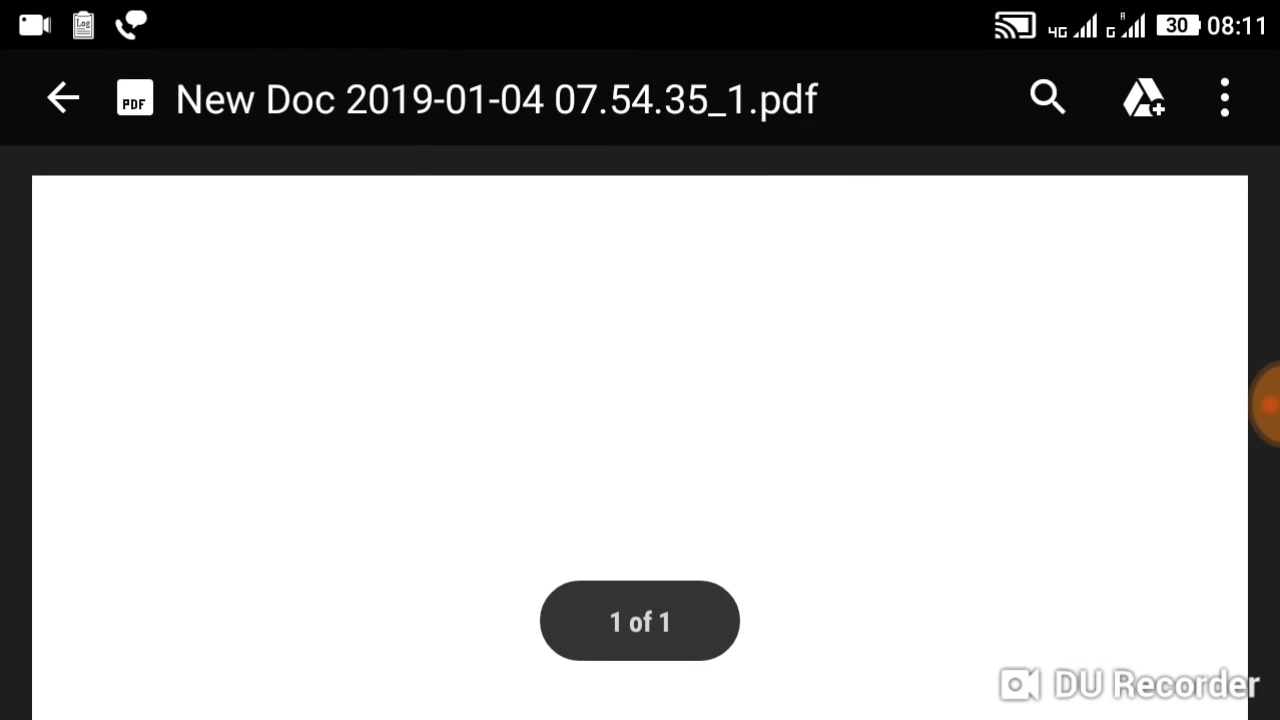 Log
4G
G
R
30
08:11
PDF
New Doc 2019-01-04 07.54.35_1.pdf
1 of 1
DU Recorder